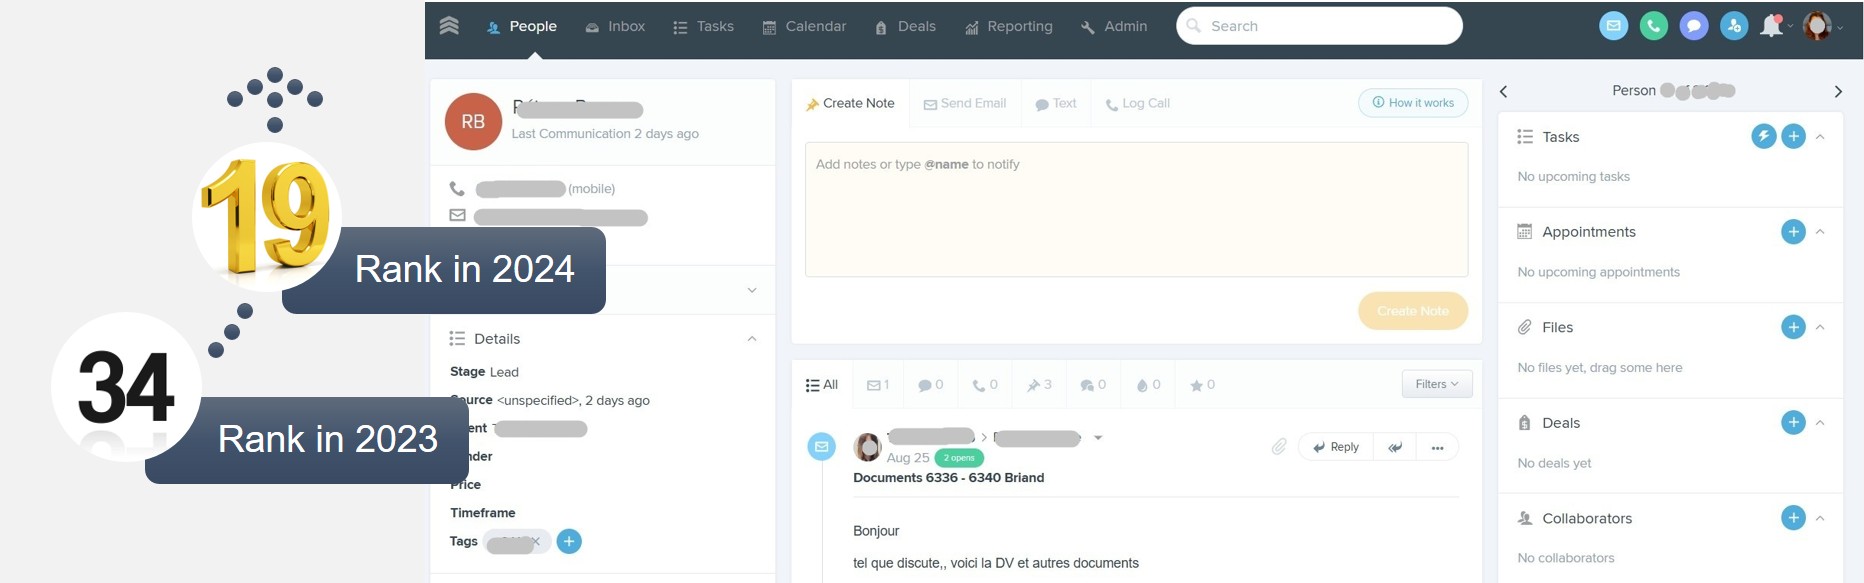 People Inbox Tasks Calendar Deals Reporting Admin Search
19
Rank in 2024
34
Rank in 2023
RB
Last Communication 2 days ago
(mobile)
Details
Stage Lead
<unspecified>, 2 days ago
Price
Timeframe
Tags
Create Note Send Email Text Log Call How it works
Add notes or type @name to notify
Create Note
All 1 0 0 3 0 0 0 Filters
Aug 25 2 opens
Reply
Documents 6336 - 6340 Briand
Bonjour
tel que discute,, voici la DV et autres documents
Person
Tasks
No upcoming tasks
Appointments
No upcoming appointments
Files
No files yet, drag some here
Deals
No deals yet
Collaborators
No collaborators